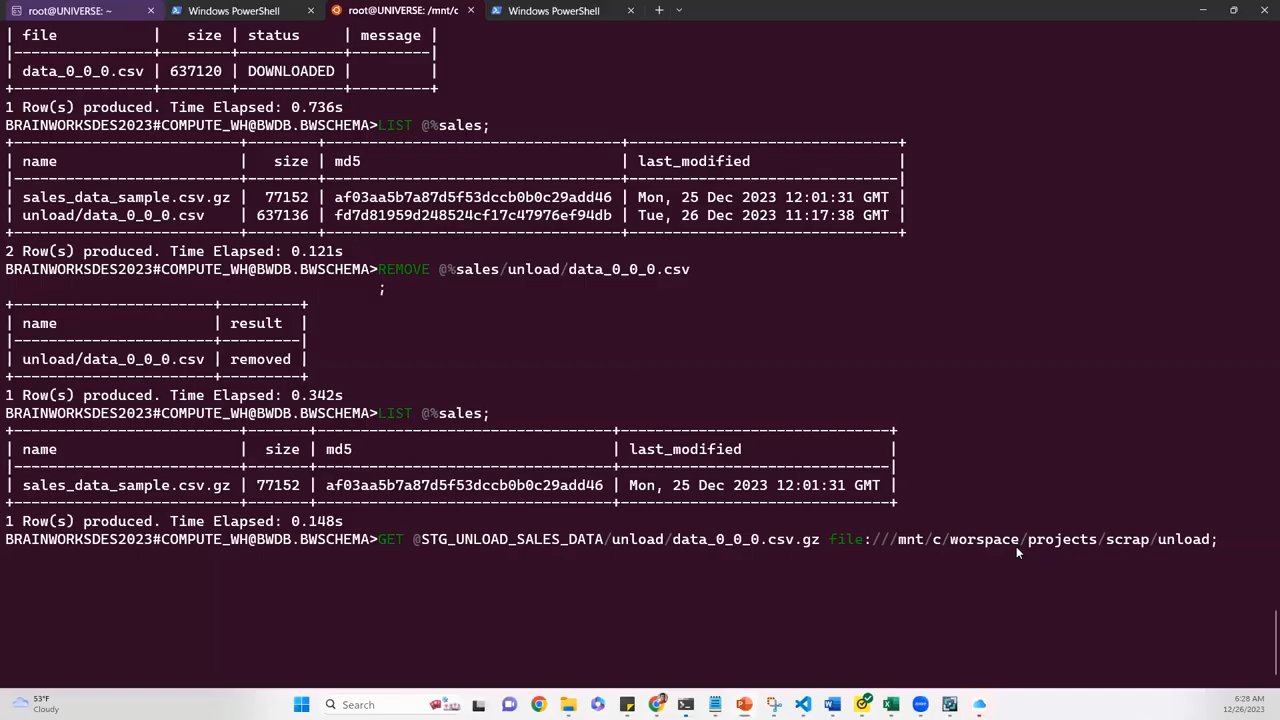 root@UNIVERSE: ~ × Windows PowerShell × root@UNIVERSE: /mnt/c × Windows PowerShell ×
| file | size | status | message |
|----------------+--------+------------+---------|
| data_0_0_0.csv | 637120 | DOWNLOADED | |
+----------------+--------+------------+---------+
1 Row(s) produced. Time Elapsed: 0.736s
BRAINWORKSDES2023#COMPUTE_WH@BWDB.BWSCHEMA>LIST @%sales;
+---------------------------+--------+----------------------------------+-------------------------------+
| name | size | md5 | last_modified |
|---------------------------+--------+----------------------------------+-------------------------------|
| sales_data_sample.csv.gz | 77152 | af03aa5b7a87d5f53dccb0b0c29add46 | Mon, 25 Dec 2023 12:01:31 GMT |
| unload/data_0_0_0.csv | 637136 | fd7d81959d248524cf17c47976ef94db | Tue, 26 Dec 2023 11:17:38 GMT |
+---------------------------+--------+----------------------------------+-------------------------------+
2 Row(s) produced. Time Elapsed: 0.121s
BRAINWORKSDES2023#COMPUTE_WH@BWDB.BWSCHEMA>REMOVE @%sales/unload/data_0_0_0.csv
;
+-----------------------+---------+
| name | result |
|-----------------------+---------|
| unload/data_0_0_0.csv | removed |
+-----------------------+---------+
1 Row(s) produced. Time Elapsed: 0.342s
BRAINWORKSDES2023#COMPUTE_WH@BWDB.BWSCHEMA>LIST @%sales;
+--------------------------+-------+----------------------------------+-------------------------------+
| name | size | md5 | last_modified |
|--------------------------+-------+----------------------------------+-------------------------------|
| sales_data_sample.csv.gz | 77152 | af03aa5b7a87d5f53dccb0b0c29add46 | Mon, 25 Dec 2023 12:01:31 GMT |
+--------------------------+-------+----------------------------------+-------------------------------+
1 Row(s) produced. Time Elapsed: 0.148s
BRAINWORKSDES2023#COMPUTE_WH@BWDB.BWSCHEMA>GET @STG_UNLOAD_SALES_DATA/unload/data_0_0_0.csv.gz file:///mnt/c/worspace/projects/scrap/unload;
53°F
Cloudy
Search
6:28 AM
12/26/2023